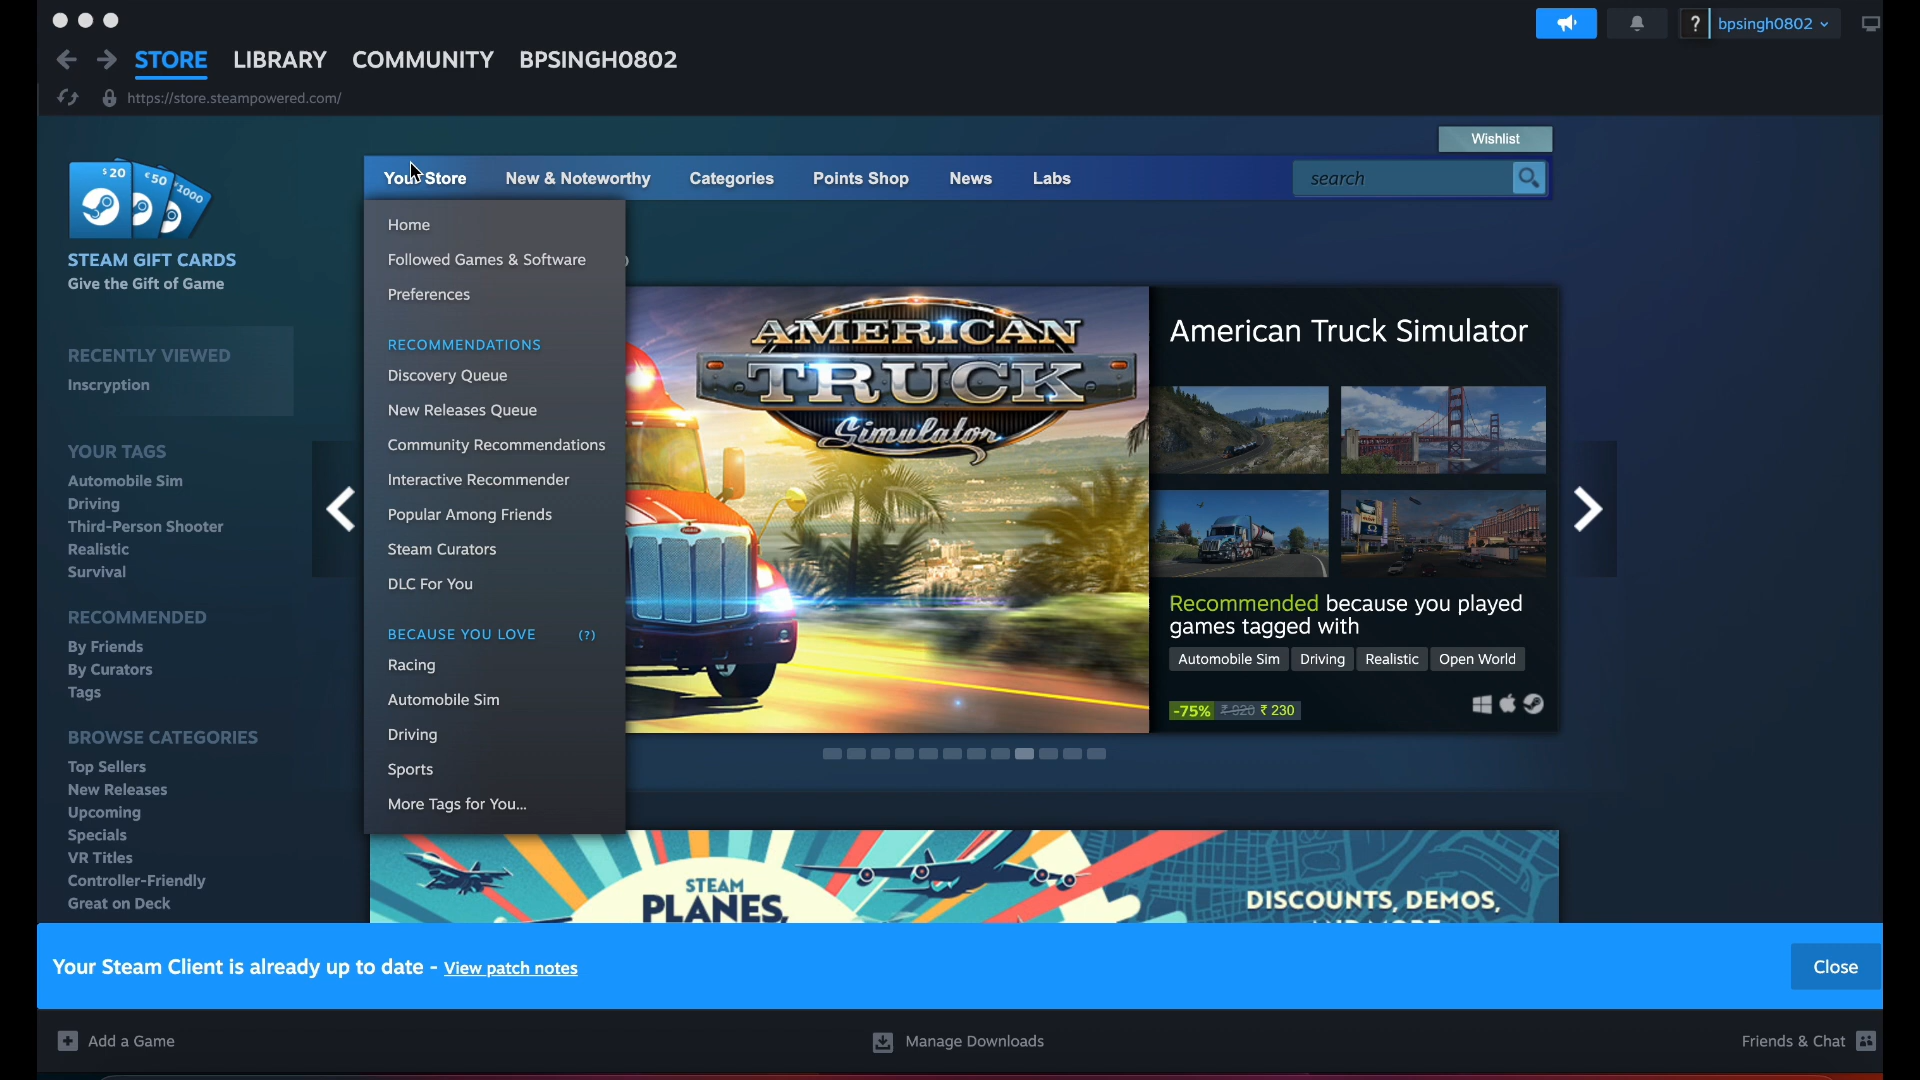 ? bpsingh0802
STORE LIBRARY COMMUNITY BPSINGH0802
https://store.steampowered.com/
Wishlist
Your Store New & Noteworthy Categories Points Shop News Labs search
$20 €50 ¥1000
STEAM GIFT CARDS
Give the Gift of Game
RECENTLY VIEWED
Inscryption
YOUR TAGS
Automobile Sim
Driving
Third-Person Shooter
Realistic
Survival
RECOMMENDED
By Friends
By Curators
Tags
BROWSE CATEGORIES
Top Sellers
New Releases
Upcoming
Specials
VR Titles
Controller-Friendly
Great on Deck
Home
Followed Games & Software
Preferences
RECOMMENDATIONS
Discovery Queue
New Releases Queue
Community Recommendations
Interactive Recommender
Popular Among Friends
Steam Curators
DLC For You
BECAUSE YOU LOVE (?)
Racing
Automobile Sim
Driving
Sports
More Tags for You...
AMERICAN
TRUCK
Simulator
American Truck Simulator
Recommended because you played
games tagged with
Automobile Sim Driving Realistic Open World
-75% ₹ 920 ₹ 230
STEAM
PLANES,
DISCOUNTS, DEMOS,
AND MORE
Your Steam Client is already up to date - View patch notes
Close
Add a Game
Manage Downloads
Friends & Chat